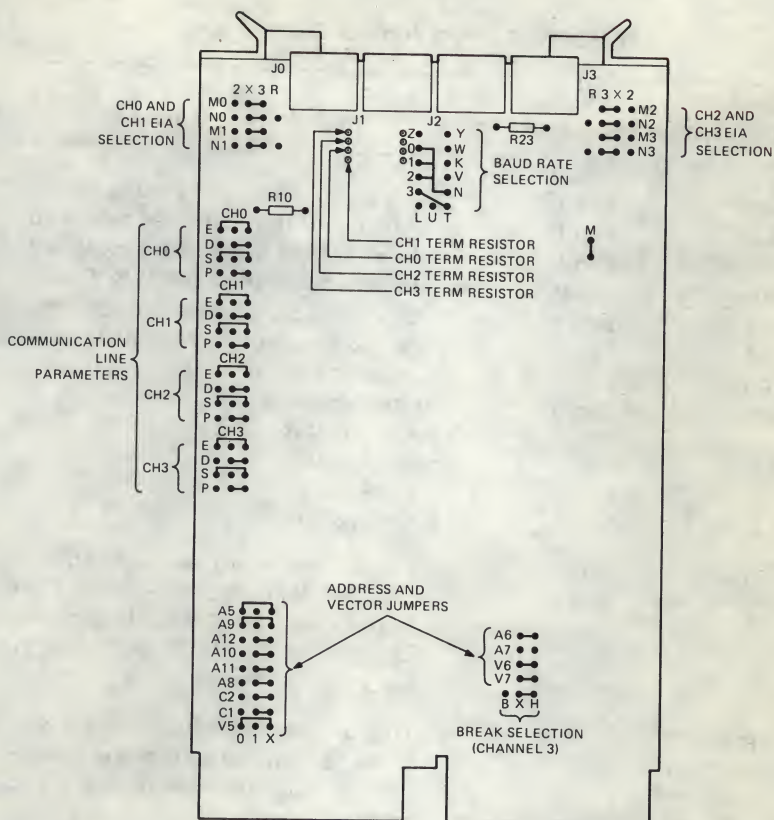 J0
J3
2 X 3 R
R 3 X 2
CH0 AND
CH1 EIA
SELECTION
M0
N0
M1
N1
J1
J2
R23
M2
N2
M3
N3
CH2 AND
CH3 EIA
SELECTION
Z
0
1
2
3
Y
W
K
V
N
L U T
BAUD RATE
SELECTION
R10
CH1 TERM RESISTOR
CH0 TERM RESISTOR
CH2 TERM RESISTOR
CH3 TERM RESISTOR
M
COMMUNICATION
LINE
PARAMETERS
CH0
CH0
E
D
S
P
CH1
CH1
E
D
S
P
CH2
CH2
E
D
S
P
CH3
CH3
E
D
S
P
ADDRESS AND
VECTOR JUMPERS
A5
A9
A12
A10
A11
A8
C2
C1
V5
0 1 X
A6
A7
V6
V7
B X H
BREAK SELECTION
(CHANNEL 3)